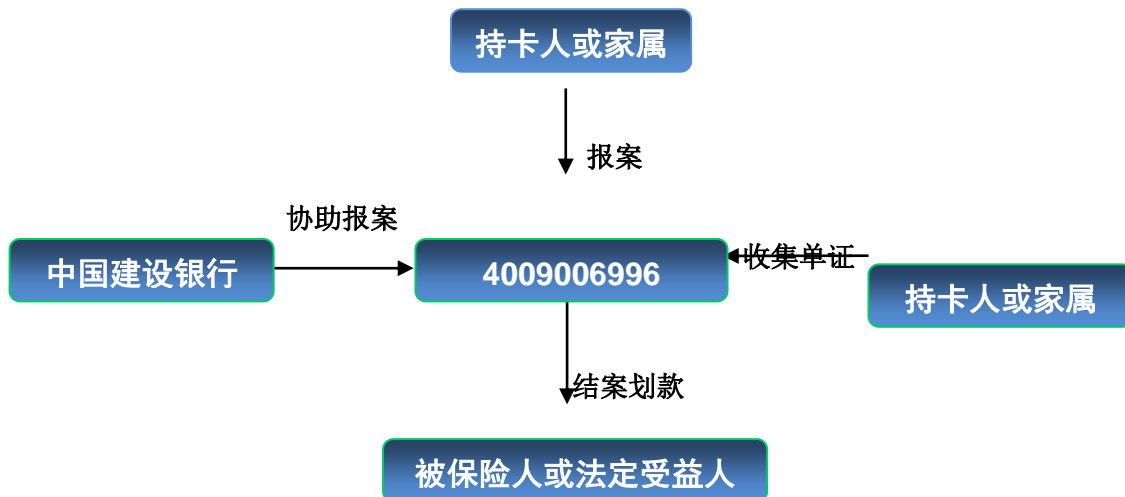 持卡人或家属
报案
协助报案
中国建设银行
4009006996
收集单证
持卡人或家属
结案划款
被保险人或法定受益人